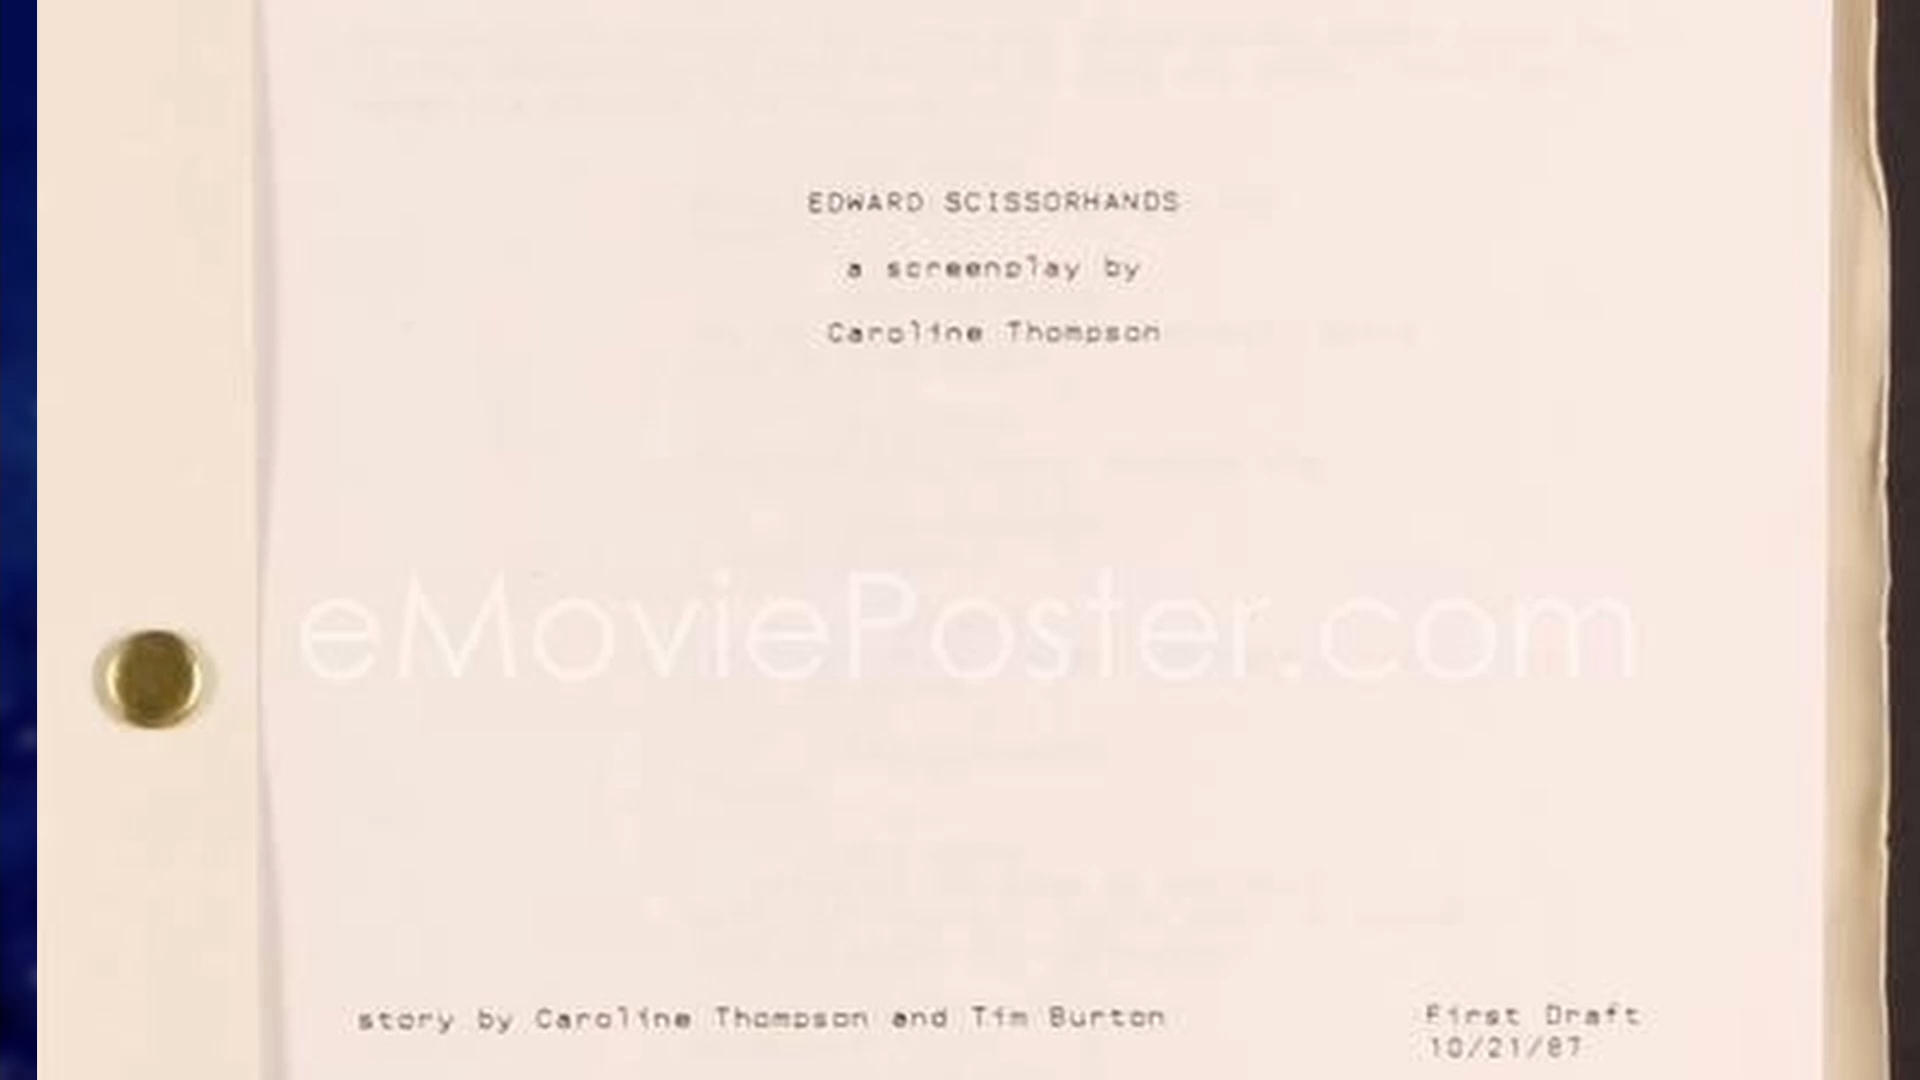 EDWARD SCISSORHANDS
a screenplay by
Caroline Thompson
eMoviePoster.com
story by Caroline Thompson and Tim Burton
First Draft
10/21/87